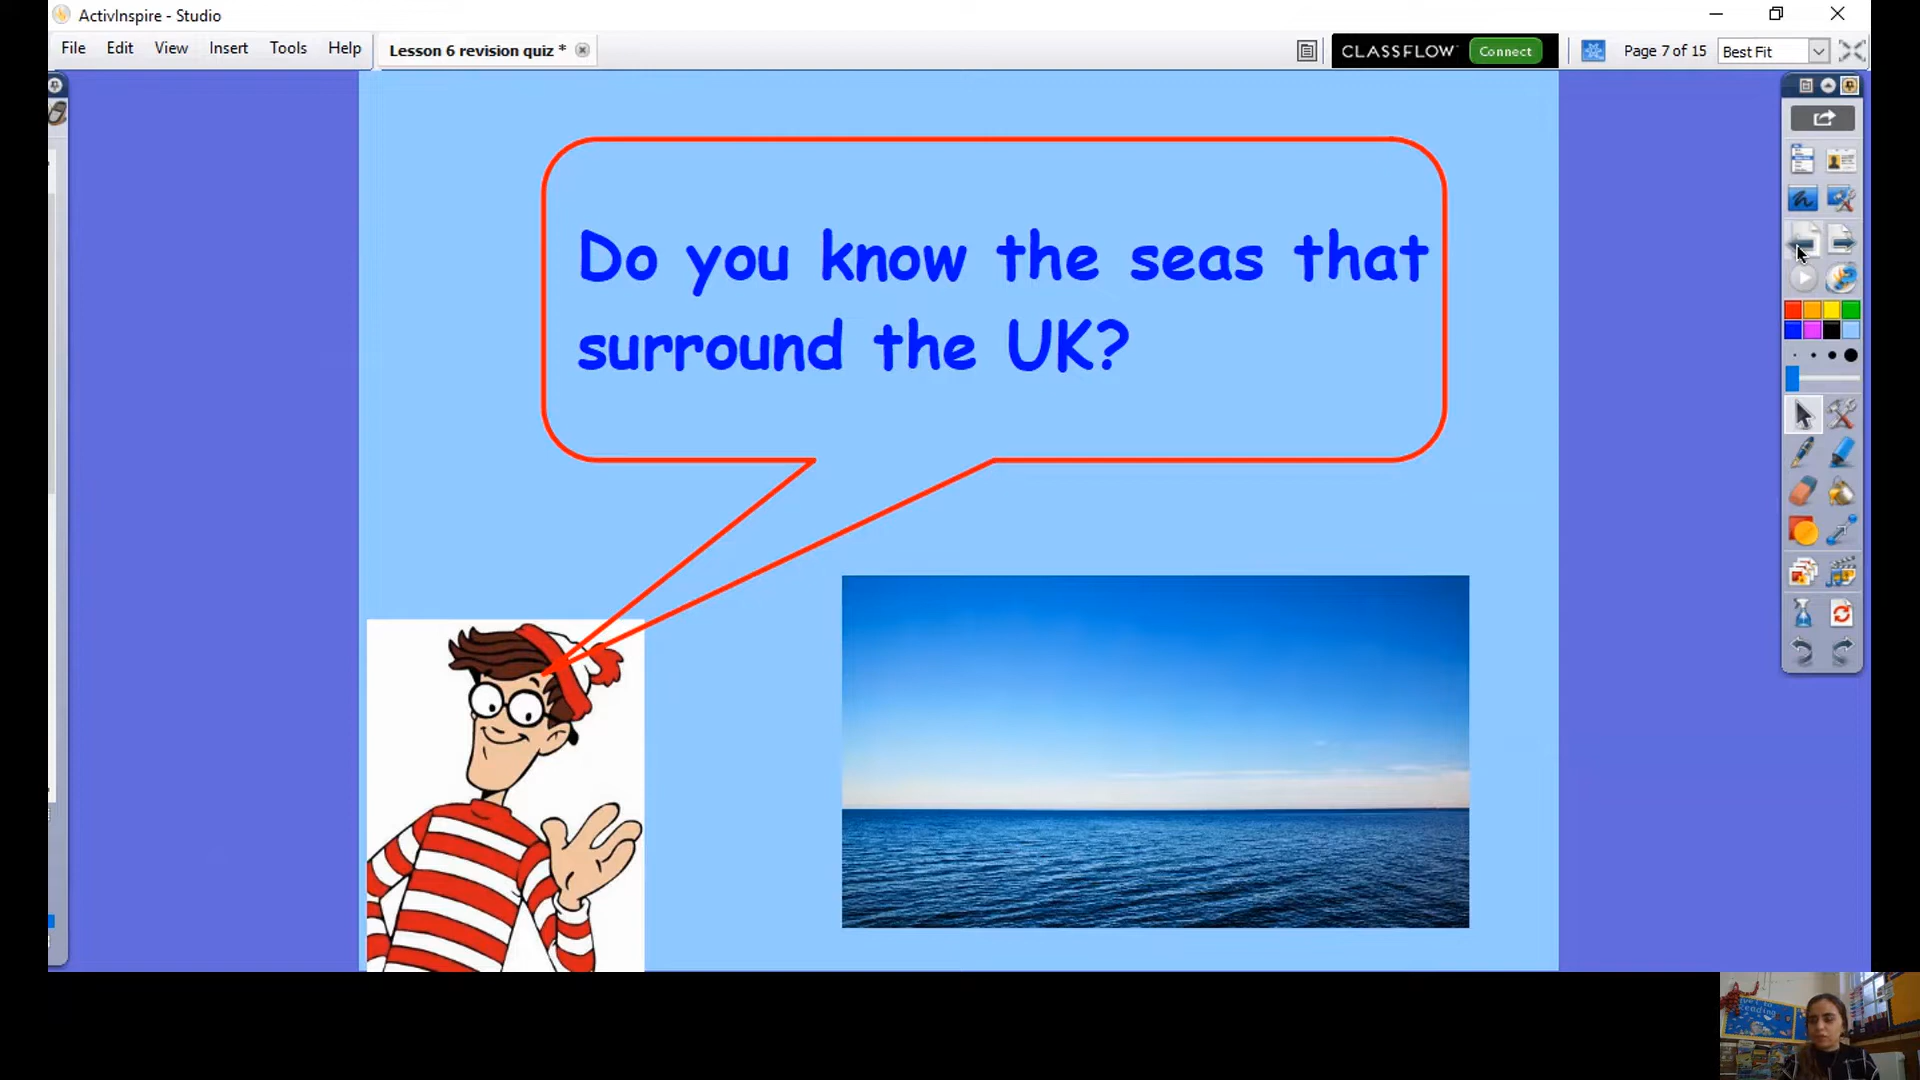 ActivInspire - Studio
File Edit View Insert Tools Help
Lesson 6 revision quiz *
CLASSFLOW Connect
Page 7 of 15
Best Fit
Do you know the seas that
surround the UK?